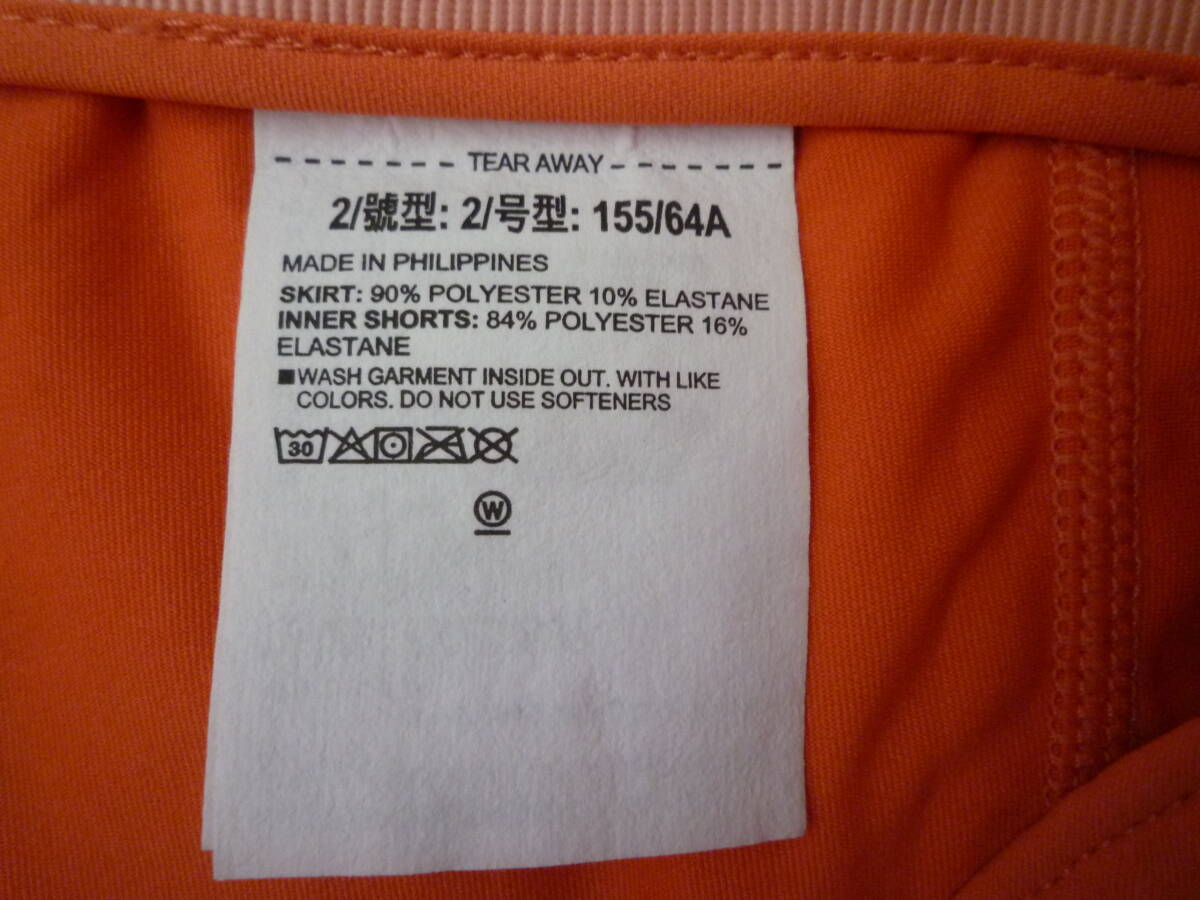 TEAR AWAY
2/號型: 2/号型: 155/64A
MADE IN PHILIPPINES
SKIRT: 90% POLYESTER 10% ELASTANE
INNER SHORTS: 84% POLYESTER 16%
ELASTANE
■WASH GARMENT INSIDE OUT. WITH LIKE
COLORS. DO NOT USE SOFTENERS
30
W